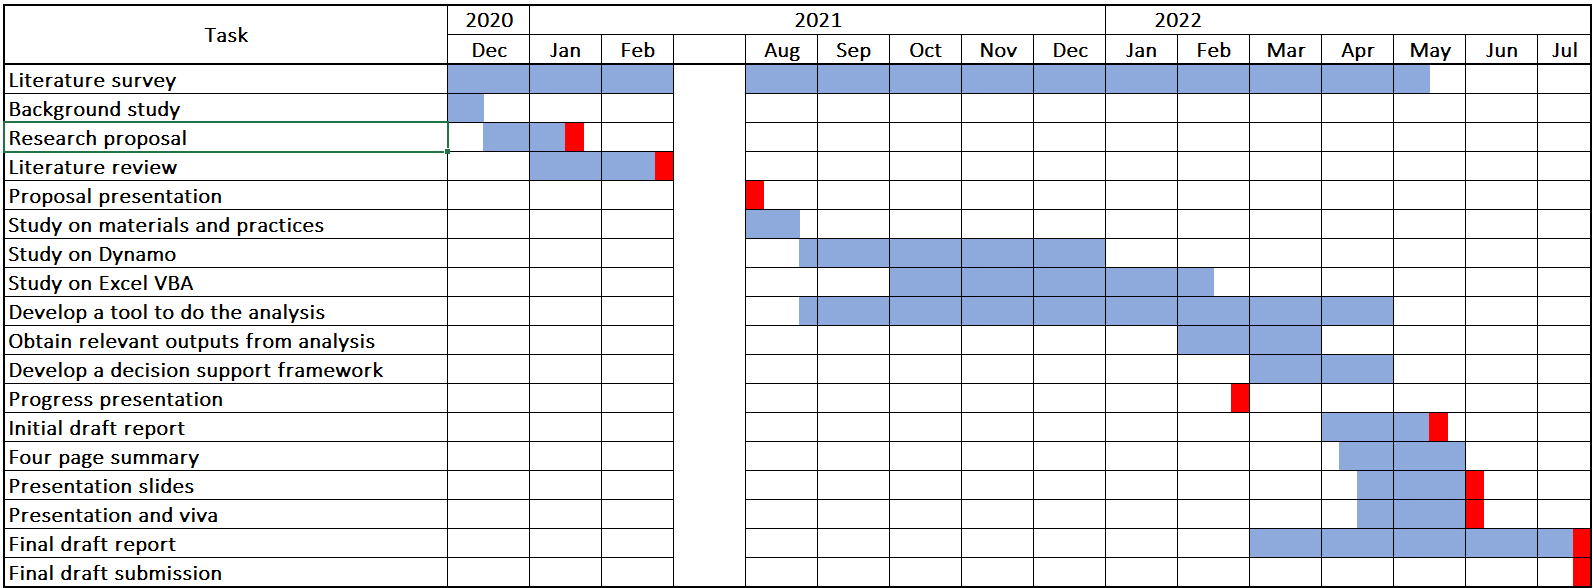 Task 2020 2021 2022
Dec Jan Feb Aug Sep Oct Nov Dec Jan Feb Mar Apr May Jun Jul
Literature survey
Background study
Research proposal
Literature review
Proposal presentation
Study on materials and practices
Study on Dynamo
Study on Excel VBA
Develop a tool to do the analysis
Obtain relevant outputs from analysis
Develop a decision support framework
Progress presentation
Initial draft report
Four page summary
Presentation slides
Presentation and viva
Final draft report
Final draft submission